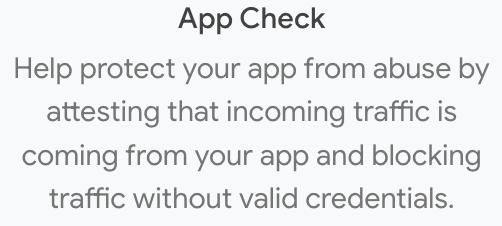 App Check
Help protect your app from abuse by
attesting that incoming traffic is
coming from your app and blocking
traffic without valid credentials.